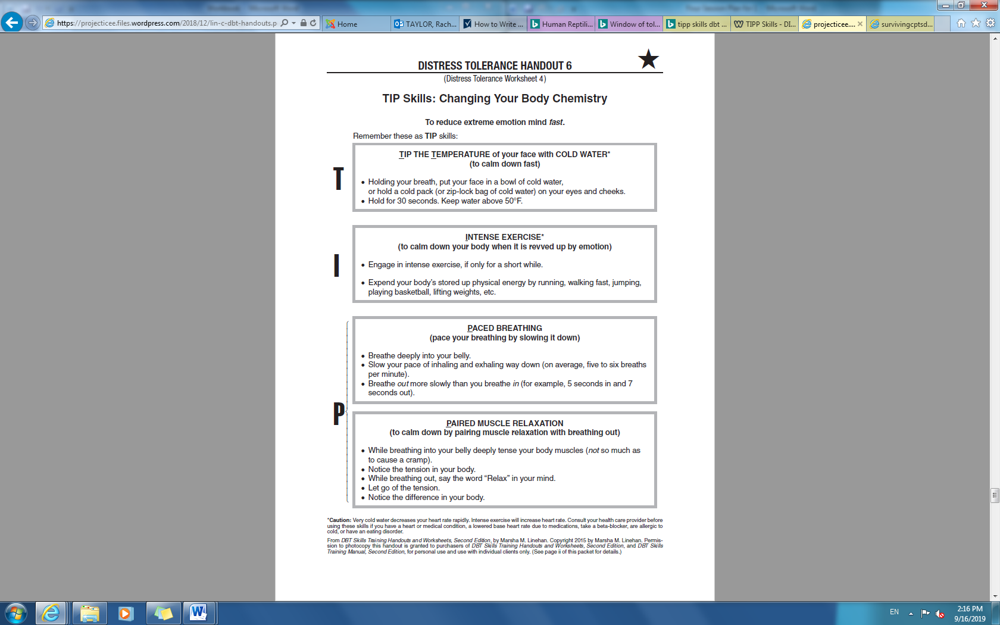 https://projecticee.files.wordpress.com/2018/12/lin-c-dbt-handouts.p
Home
TAYLOR, Rach...
How to Write ...
Human Reptili...
Window of tol...
tipp skills dbt ...
TIPP Skills - DI...
projecticee....
survivingcptsd...
DISTRESS TOLERANCE HANDOUT 6
(Distress Tolerance Worksheet 4)
TIP Skills: Changing Your Body Chemistry
To reduce extreme emotion mind fast.
Remember these as TIP skills:
T
TIP THE TEMPERATURE of your face with COLD WATER*
(to calm down fast)
• Holding your breath, put your face in a bowl of cold water,
or hold a cold pack (or zip-lock bag of cold water) on your eyes and cheeks.
• Hold for 30 seconds. Keep water above 50°F.
I
INTENSE EXERCISE*
(to calm down your body when it is revved up by emotion)
• Engage in intense exercise, if only for a short while.
• Expend your body's stored up physical energy by running, walking fast, jumping,
playing basketball, lifting weights, etc.
P
PACED BREATHING
(pace your breathing by slowing it down)
• Breathe deeply into your belly.
• Slow your pace of inhaling and exhaling way down (on average, five to six breaths
per minute).
• Breathe out more slowly than you breathe in (for example, 5 seconds in and 7
seconds out).
PAIRED MUSCLE RELAXATION
(to calm down by pairing muscle relaxation with breathing out)
• While breathing into your belly deeply tense your body muscles (not so much as
to cause a cramp).
• Notice the tension in your body.
• While breathing out, say the word “Relax” in your mind.
• Let go of the tension.
• Notice the difference in your body.
*Caution: Very cold water decreases your heart rate rapidly. Intense exercise will increase heart rate. Consult your health care provider before
using these skills if you have a heart or medical condition, a lowered base heart rate due to medications, take a beta-blocker, are allergic to
cold, or have an eating disorder.
From DBT Skills Training Handouts and Worksheets, Second Edition, by Marsha M. Linehan. Copyright 2015 by Marsha M. Linehan. Permis-
sion to photocopy this handout is granted to purchasers of DBT Skills Training Handouts and Worksheets, Second Edition, and DBT Skills
Training Manual, Second Edition, for personal use and use with individual clients only. (See page ii of this packet for details.)
EN
2:16 PM
9/16/2019